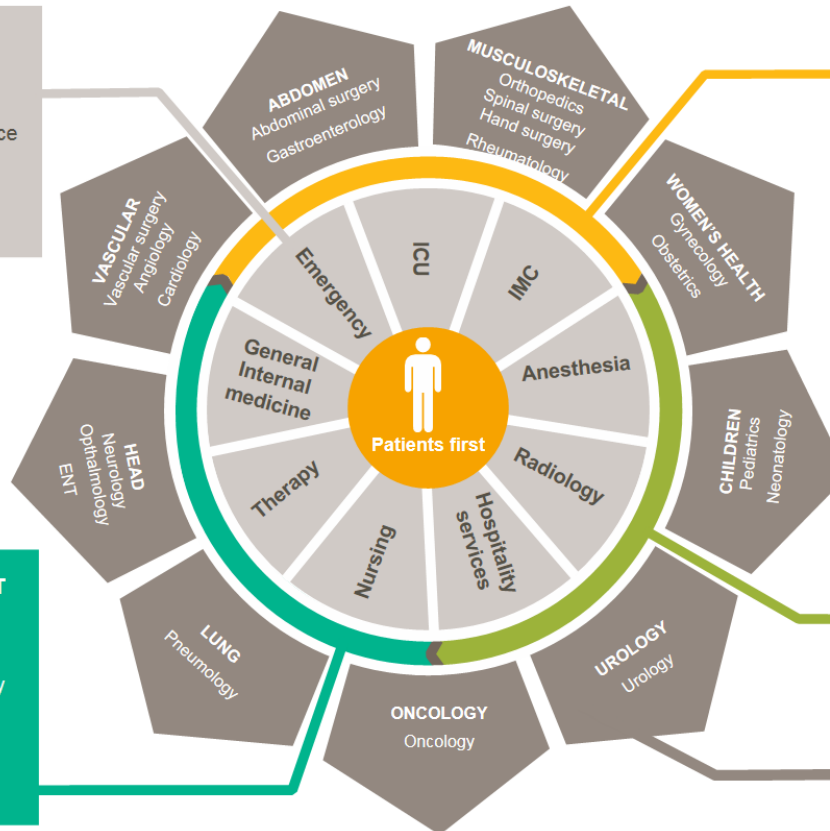 ce
T
y
ABDOMEN
Abdominal surgery
Gastroenterology
MUSCULOSKELETAL
Orthopedics
Spinal surgery
Hand surgery
Rheumatology
WOMEN'S HEALTH
Gynecology
Obstetrics
CHILDREN
Pediatrics
Neonatology
UROLOGY
Urology
ONCOLOGY
Oncology
LUNG
Pneumology
HEAD
Neurology
Opthalmology
ENT
VASCULAR
Vascular surgery
Angiology
Cardiology
Emergency
ICU
IMC
Anesthesia
Radiology
Hospitality
services
Nursing
Therapy
General
Internal
medicine
Patients first